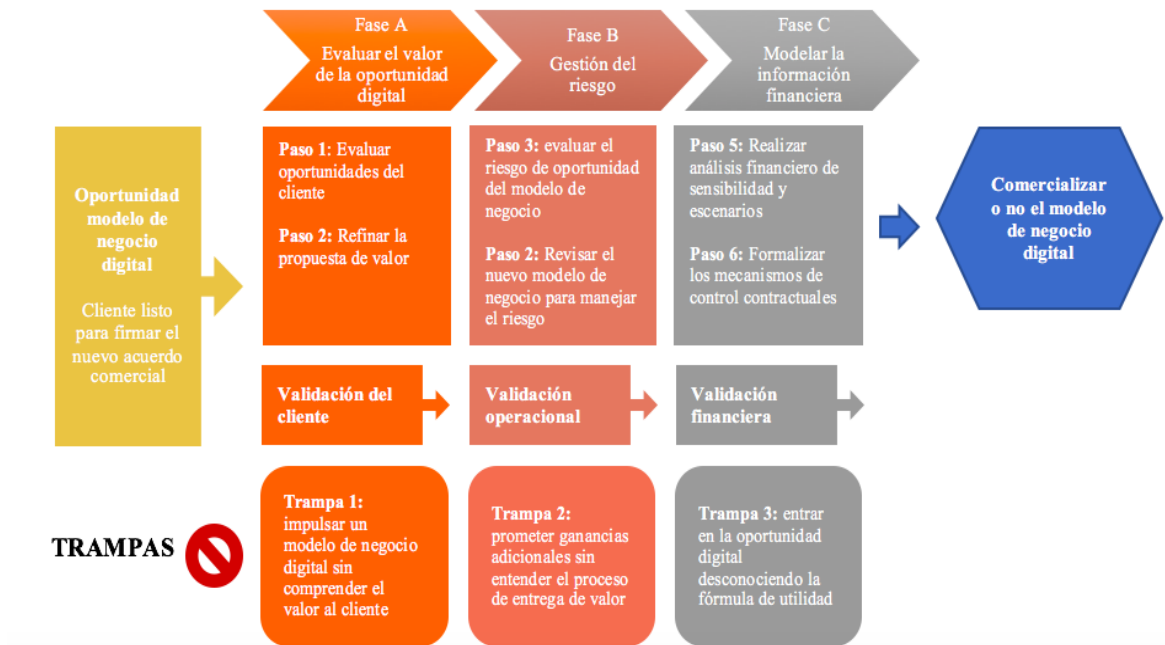 Fase A
Evaluar el valor
de la oportunidad
digital
Fase B
Gestión del
riesgo
Fase C
Modelar la
información
financiera
Oportunidad
modelo de
negocio
digital
Cliente listo
para firmar el
nuevo acuerdo
comercial
Paso 1: Evaluar
oportunidades del
cliente
Paso 2: Refinar la
propuesta de valor
Paso 3: evaluar el
riesgo de oportunidad
del modelo de
negocio
Paso 2: Revisar el
nuevo modelo de
negocio para manejar
el riesgo
Paso 5: Realizar
análisis financiero de
sensibilidad y
escenarios
Paso 6: Formalizar
los mecanismos de
control contractuales
Comercializar
o no el modelo
de negocio
digital
Validación del
cliente
Validación
operacional
Validación
financiera
TRAMPAS
Trampa 1:
impulsar un
modelo de negocio
digital sin
comprender el
valor al cliente
Trampa 2:
prometer ganancias
adicionales sin
entender el proceso
de entrega de valor
Trampa 3: entrar
en la oportunidad
digital
desconociendo la
fórmula de utilidad